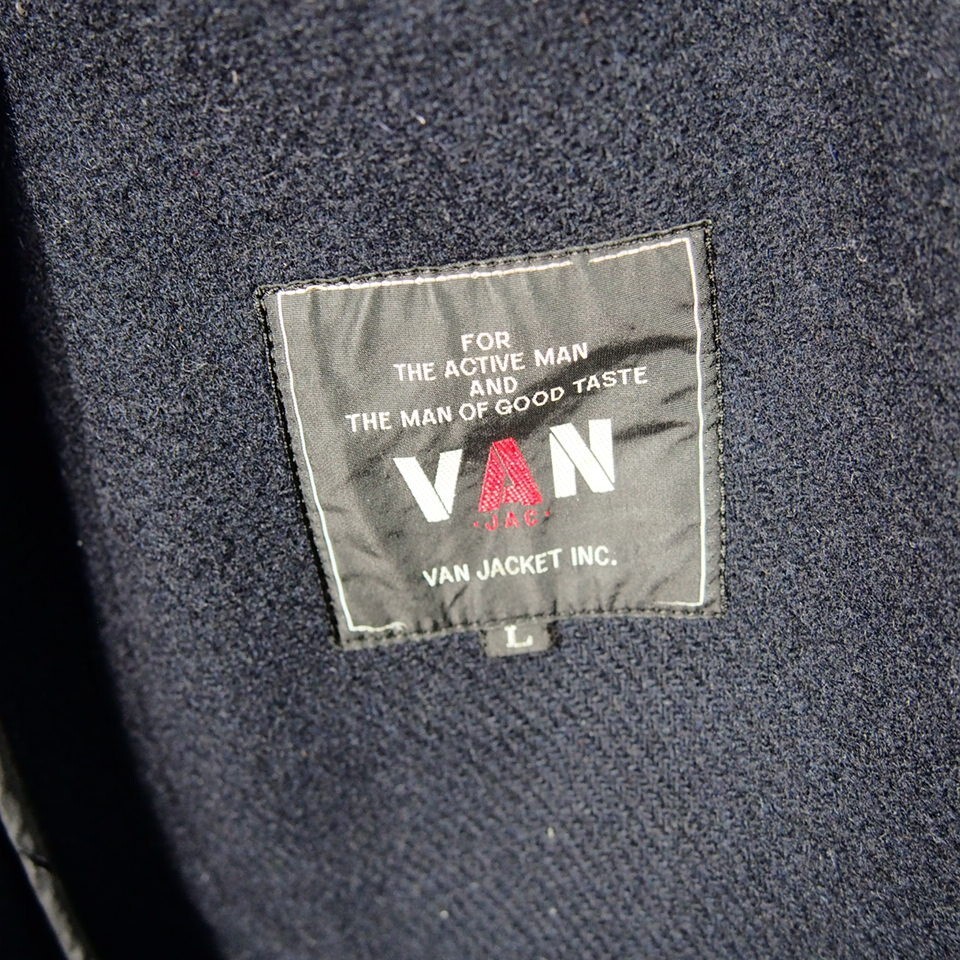 FOR
THE ACTIVE MAN
AND
THE MAN OF GOOD TASTE
VAN
·JAC·
VAN JACKET INC.
L